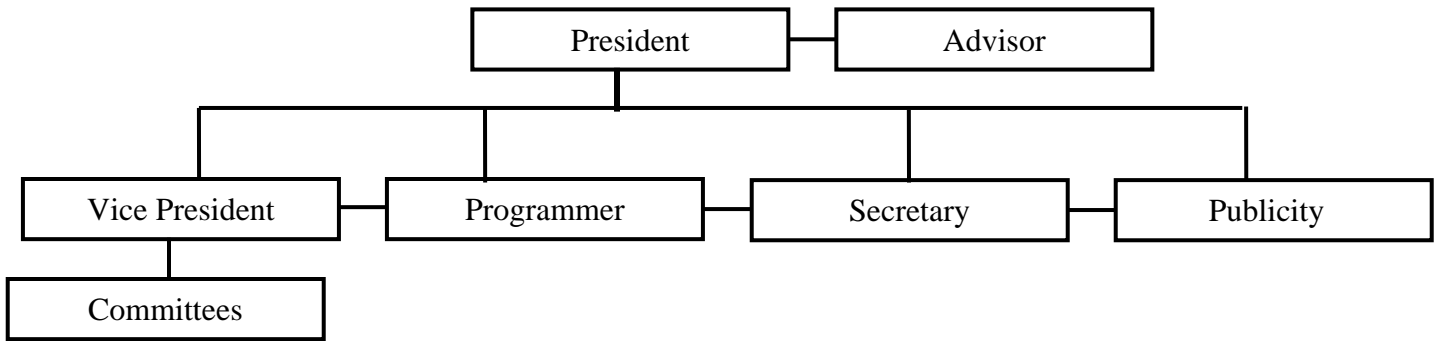 President
Advisor
Vice President
Programmer
Secretary
Publicity
Committees